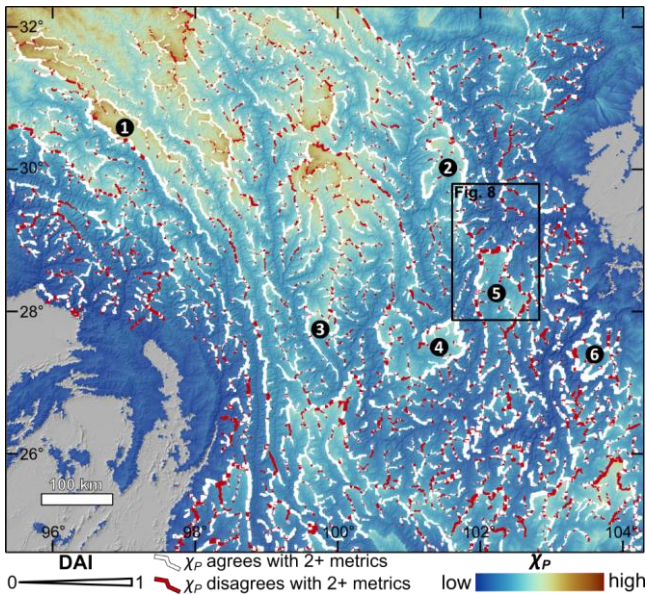 32°
30°
28°
26°
1
2
Fig. 8
3
4
5
6
100 km
96°
98°
100°
102°
104°
DAI
0 1
χP agrees with 2+ metrics
χP disagrees with 2+ metrics
χP
low high